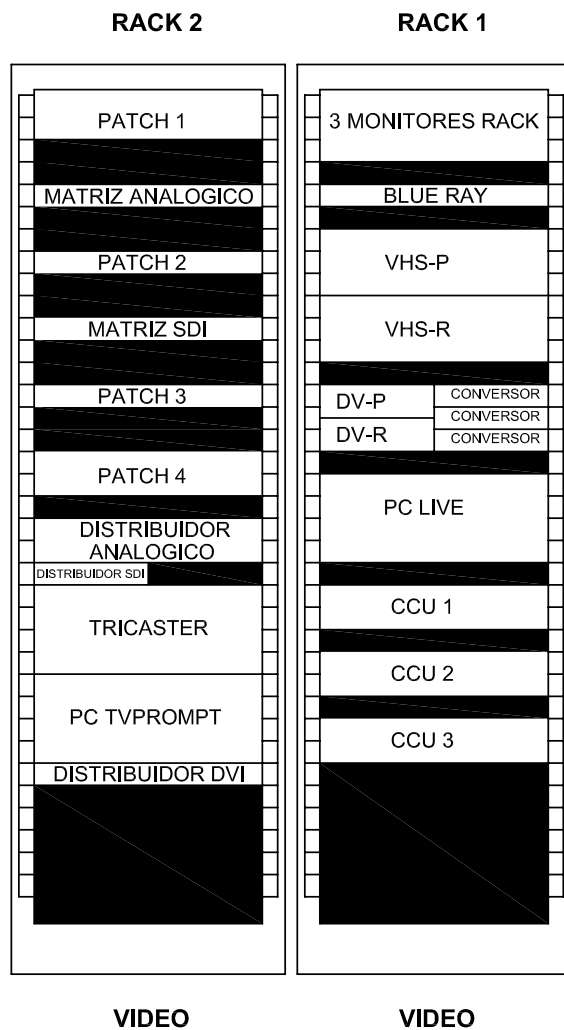 RACK 2
PATCH 1
MATRIZ ANALOGICO
PATCH 2
MATRIZ SDI
PATCH 3
PATCH 4
DISTRIBUIDOR
ANALOGICO
DISTRIBUIDOR SDI
TRICASTER
PC TVPROMPT
DISTRIBUIDOR DVI
VIDEO
RACK 1
3 MONITORES RACK
BLUE RAY
VHS-P
VHS-R
DV-P
DV-R
CONVERSOR
CONVERSOR
CONVERSOR
PC LIVE
CCU 1
CCU 2
CCU 3
VIDEO